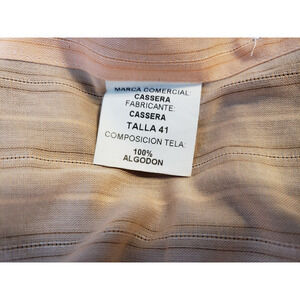 MARCA COMERCIAL:
CASSERA
FABRICANTE:
CASSERA
TALLA 41
COMPOSICION TELA:
100%
ALGODON